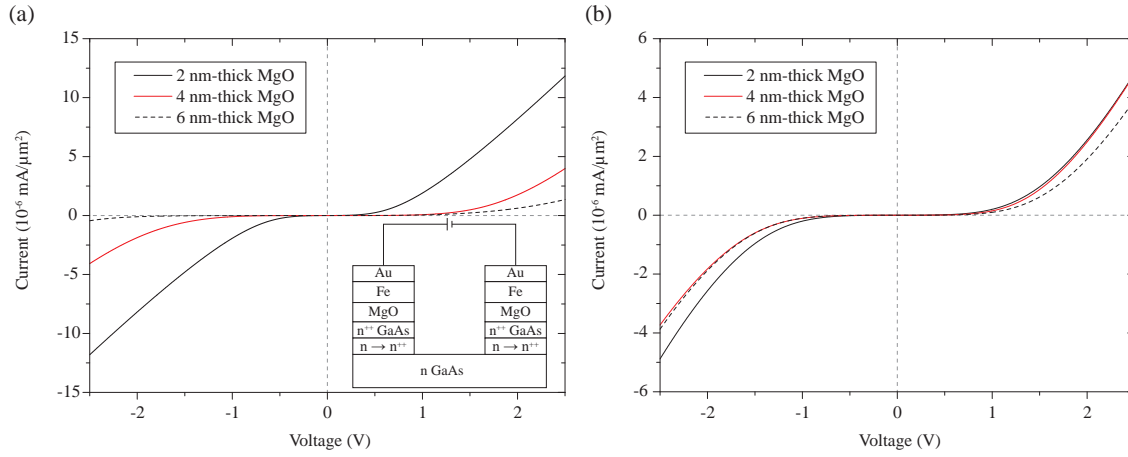 (a)
15
10
5
0
-5
-10
-15
-2
-1
0
1
2
Current (10⁻⁶ mA/µm²)
Voltage (V)
2 nm-thick MgO
4 nm-thick MgO
6 nm-thick MgO
Au
Fe
MgO
n⁺⁺ GaAs
n → n⁺⁺
Au
Fe
MgO
n⁺⁺ GaAs
n → n⁺⁺
n GaAs
(b)
6
4
2
0
-2
-4
-6
-2
-1
0
1
2
Current (10⁻⁶ mA/µm²)
Voltage (V)
2 nm-thick MgO
4 nm-thick MgO
6 nm-thick MgO